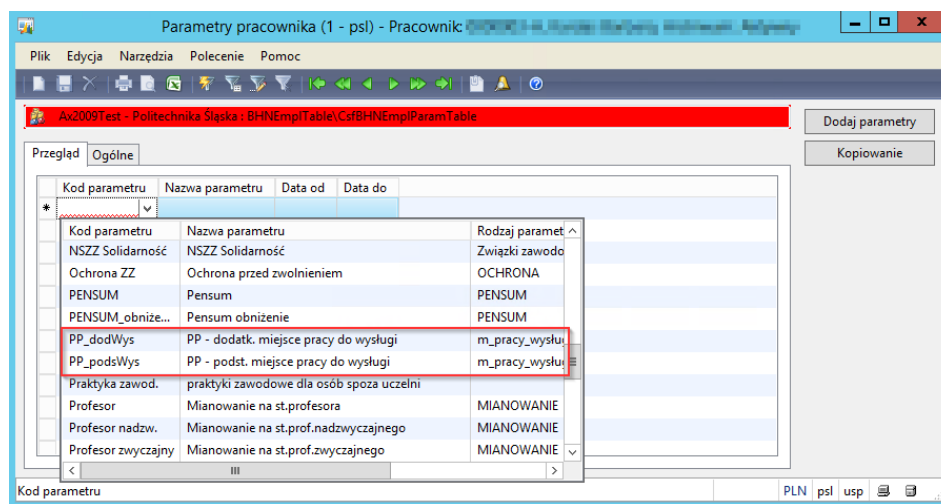 Parametry pracownika (1 - psl) - Pracownik:
Plik Edycja Narzędzia Polecenie Pomoc
Ax2009Test - Politechnika Śląska : BHNEmplTable\CsfBHNEmplParamTable
Dodaj parametry
Przegląd Ogólne
Kopiowanie
Kod parametru Nazwa parametru Data od Data do
Kod parametru Nazwa parametru Rodzaj paramet
NSZZ Solidarność NSZZ Solidarność Związki zawodo
Ochrona ZZ Ochrona przed zwolnieniem OCHRONA
PENSUM Pensum PENSUM
PENSUM_obniże... Pensum obniżenie PENSUM
PP_dodWys PP - dodatk. miejsce pracy do wysługi m_pracy_wysłu
PP_podsWys PP - podst. miejsce pracy do wysługi m_pracy_wysłu
Praktyka zawod. praktyki zawodowe dla osób spoza uczelni
Profesor Mianowanie na st.profesora MIANOWANIE
Profesor nadzw. Mianowanie na st.prof.nadzwyczajnego MIANOWANIE
Profesor zwyczajny Mianowanie na st.prof.zwyczajnego MIANOWANIE
Kod parametru PLN psl usp